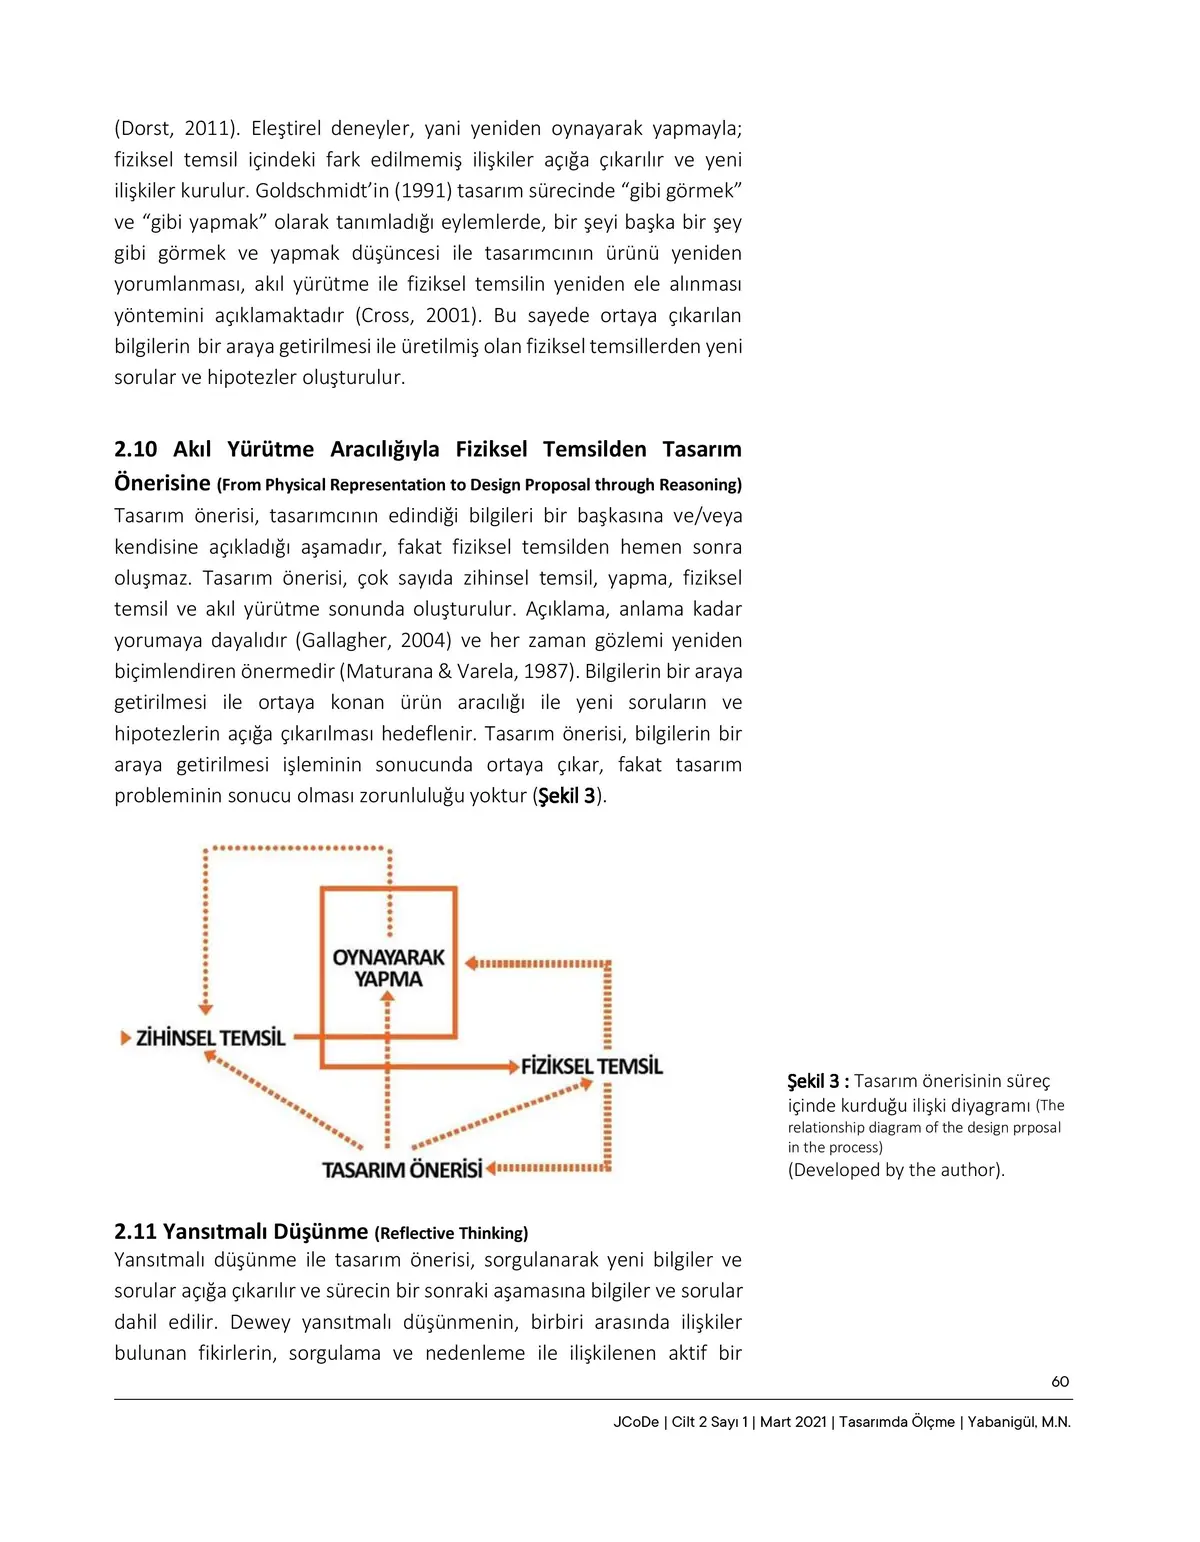 (Dorst, 2011). Eleştirel deneyler, yani yeniden oynayarak yapmayla;
fiziksel temsil içindeki fark edilmemiş ilişkiler açığa çıkarılır ve yeni
ilişkiler kurulur. Goldschmidt’in (1991) tasarım sürecinde “gibi görmek”
ve “gibi yapmak” olarak tanımladığı eylemlerde, bir şeyi başka bir şey
gibi görmek ve yapmak düşüncesi ile tasarımcının ürünü yeniden
yorumlanması, akıl yürütme ile fiziksel temsilin yeniden ele alınması
yöntemini açıklamaktadır (Cross, 2001). Bu sayede ortaya çıkarılan
bilgilerin bir araya getirilmesi ile üretilmiş olan fiziksel temsillerden yeni
sorular ve hipotezler oluşturulur.
2.10 Akıl Yürütme Aracılığıyla Fiziksel Temsilden Tasarım
Önerisine (From Physical Representation to Design Proposal through Reasoning)
Tasarım önerisi, tasarımcının edindiği bilgileri bir başkasına ve/veya
kendisine açıkladığı aşamadır, fakat fiziksel temsilden hemen sonra
oluşmaz. Tasarım önerisi, çok sayıda zihinsel temsil, yapma, fiziksel
temsil ve akıl yürütme sonunda oluşturulur. Açıklama, anlama kadar
yorumaya dayalıdır (Gallagher, 2004) ve her zaman gözlemi yeniden
biçimlendiren önermedir (Maturana & Varela, 1987). Bilgilerin bir araya
getirilmesi ile ortaya konan ürün aracılığı ile yeni soruların ve
hipotezlerin açığa çıkarılması hedeflenir. Tasarım önerisi, bilgilerin bir
araya getirilmesi işleminin sonucunda ortaya çıkar, fakat tasarım
probleminin sonucu olması zorunluluğu yoktur (Şekil 3).
OYNAYARAK
YAPMA
ZİHİNSEL TEMSİL
FİZİKSEL TEMSİL
TASARIM ÖNERİSİ
Şekil 3 : Tasarım önerisinin süreç
içinde kurduğu ilişki diyagramı (The
relationship diagram of the design prposal
in the process)
(Developed by the author).
2.11 Yansıtmalı Düşünme (Reflective Thinking)
Yansıtmalı düşünme ile tasarım önerisi, sorgulanarak yeni bilgiler ve
sorular açığa çıkarılır ve sürecin bir sonraki aşamasına bilgiler ve sorular
dahil edilir. Dewey yansıtmalı düşünmenin, birbiri arasında ilişkiler
bulunan fikirlerin, sorgulama ve nedenleme ile ilişkilenen aktif bir
60
JCoDe | Cilt 2 Sayı 1 | Mart 2021 | Tasarımda Ölçme | Yabanigül, M.N.